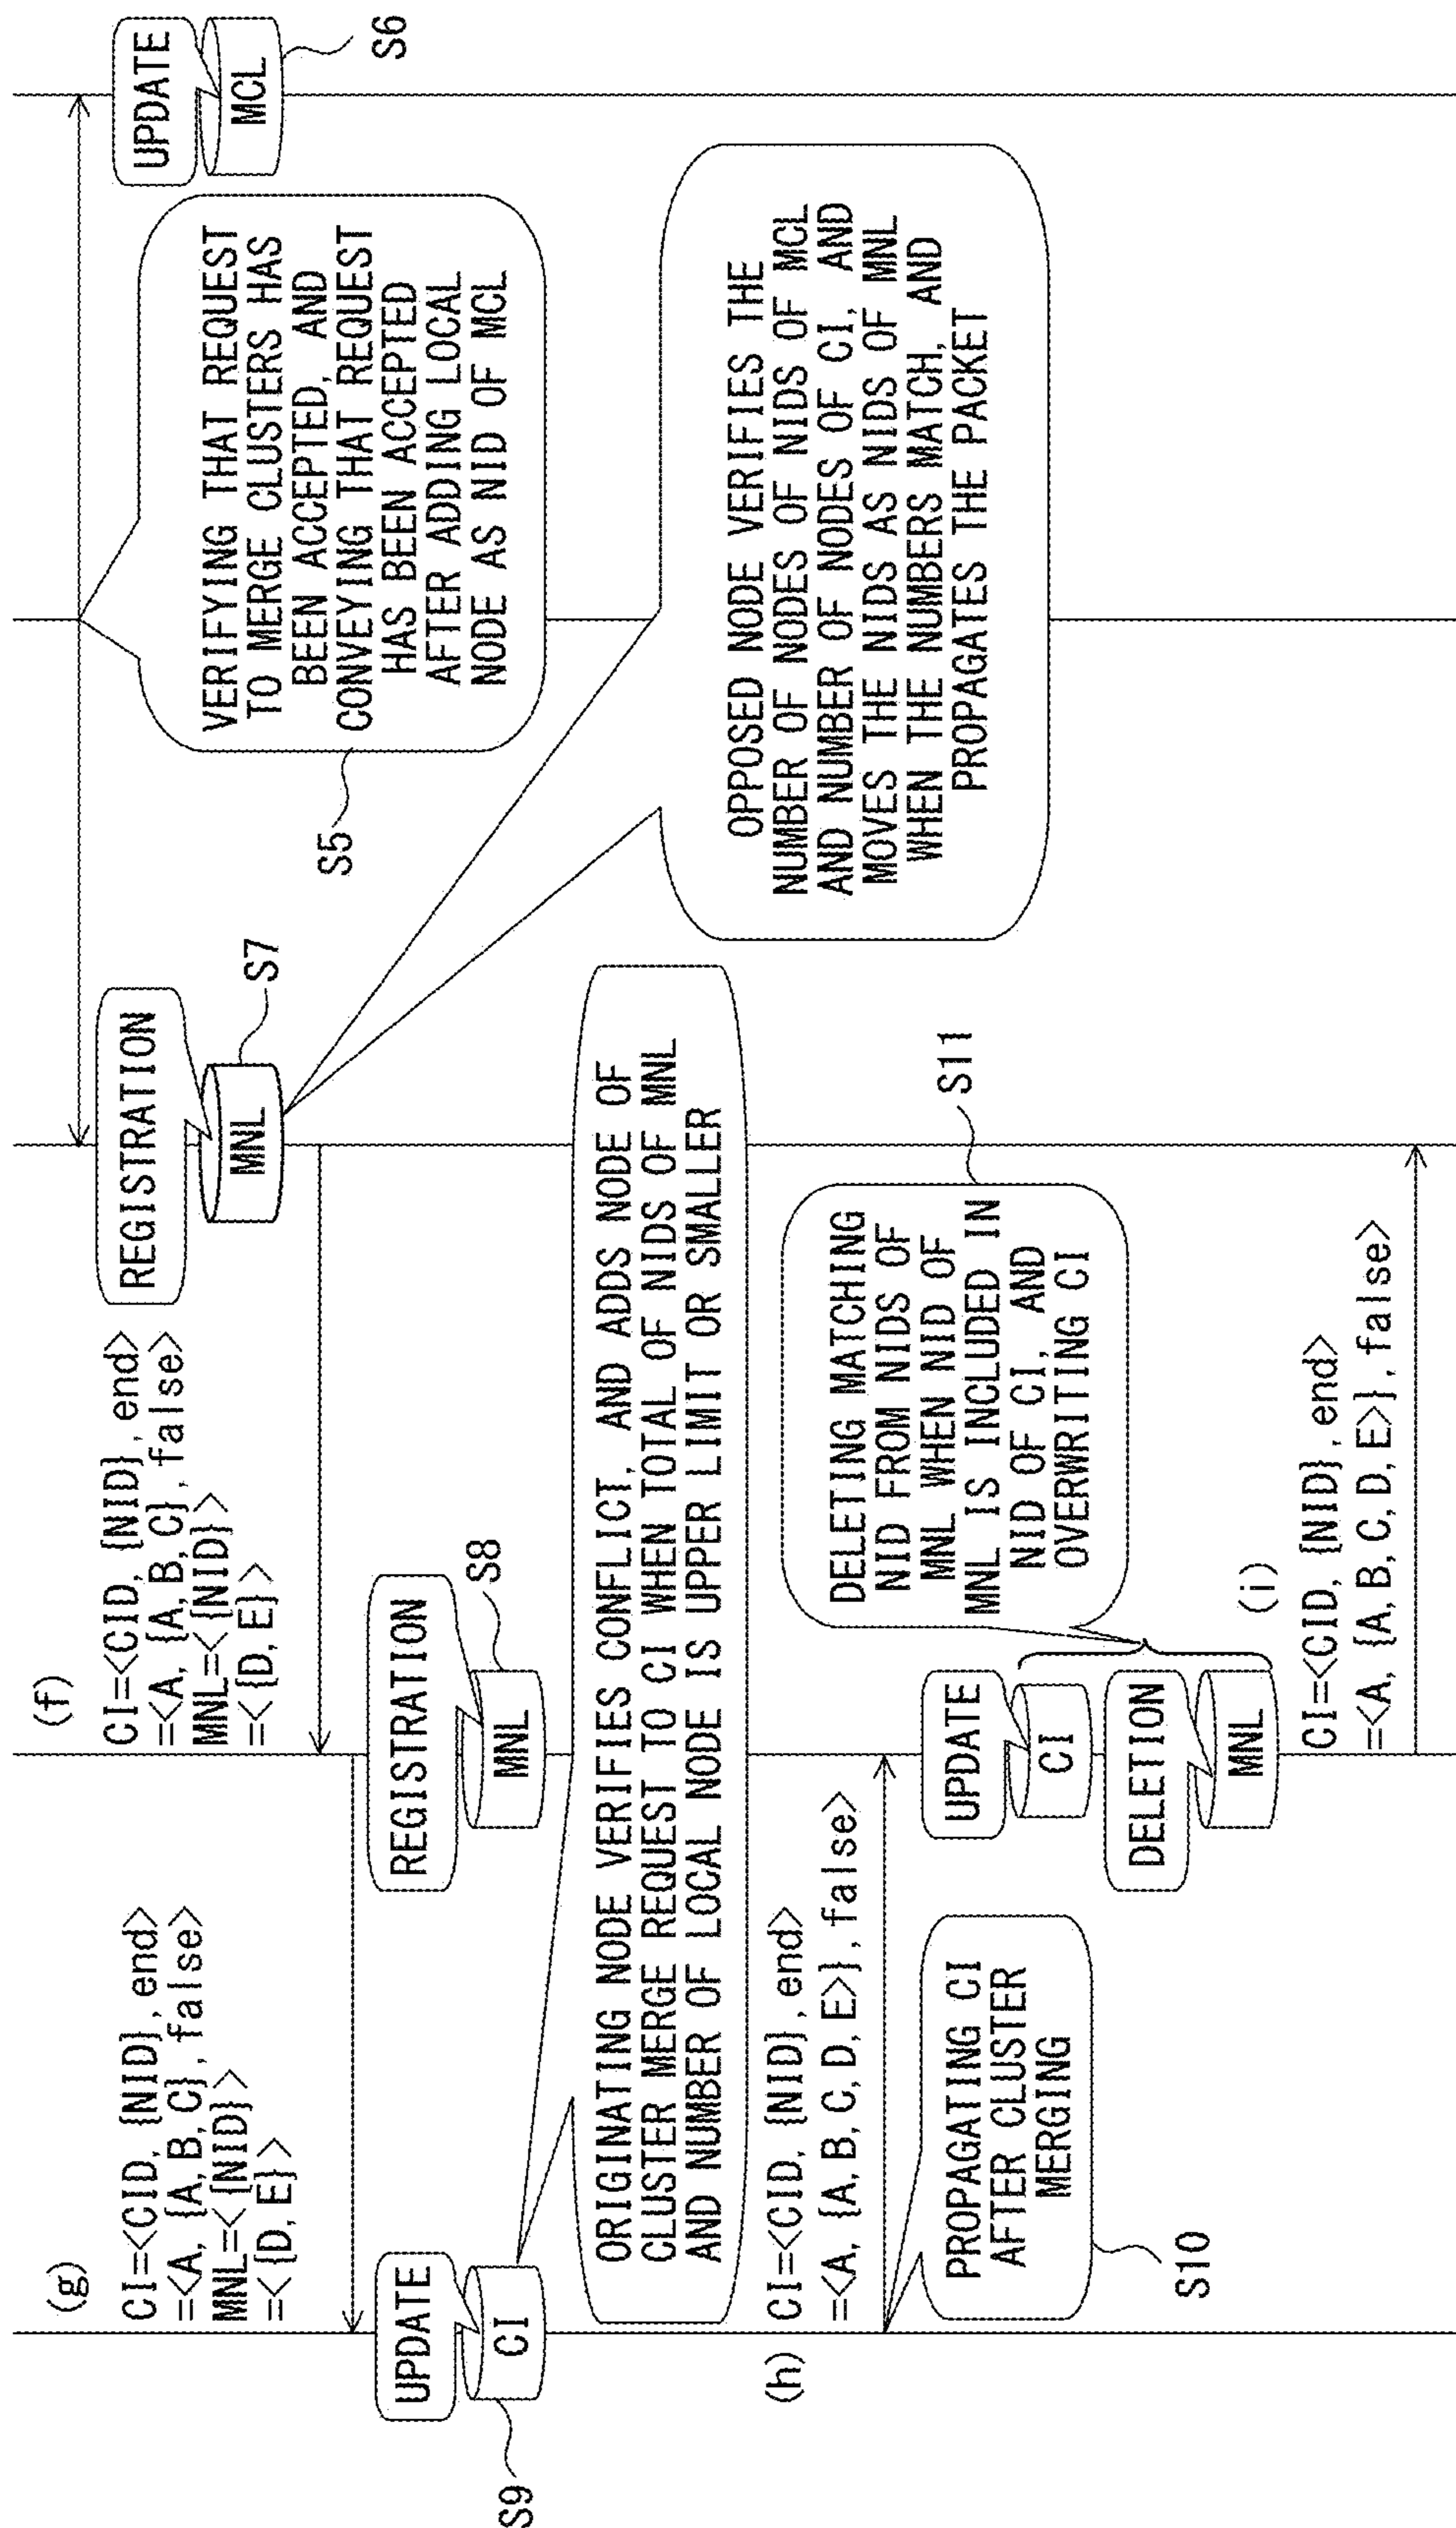 (g)
CI=<CID, {NID}, end>
=<A, {A, B, C}, false>
MNL=<{NID}>
=<{D, E}>
(f)
CI=<CID, {NID}, end>
=<A, {A, B, C}, false>
MNL=<{NID}>
=<{D, E}>
REGISTRATION
MNL
S7
UPDATE
MCL
S6
VERIFYING THAT REQUEST
TO MERGE CLUSTERS HAS
BEEN ACCEPTED, AND
CONVEYING THAT REQUEST
HAS BEEN ACCEPTED
AFTER ADDING LOCAL
NODE AS NID OF MCL
S5
REGISTRATION
MNL
S8
UPDATE
CI
S9
ORIGINATING NODE VERIFIES CONFLICT, AND ADDS NODE OF
CLUSTER MERGE REQUEST TO CI WHEN TOTAL OF NIDS OF MNL
AND NUMBER OF LOCAL NODE IS UPPER LIMIT OR SMALLER
OPPOSED NODE VERIFIES THE
NUMBER OF NODES OF NIDS OF MCL
AND NUMBER OF NODES OF CI, AND
MOVES THE NIDS AS NIDS OF MNL
WHEN THE NUMBERS MATCH, AND
PROPAGATES THE PACKET
(h)
CI=<CID, {NID}, end>
=<A, {A, B, C, D, E>}, false>
PROPAGATING CI
AFTER CLUSTER
MERGING
S10
UPDATE
CI
DELETION
MNL
DELETING MATCHING
NID FROM NIDS OF
MNL WHEN NID OF
MNL IS INCLUDED IN
NID OF CI, AND
OVERWRITING CI
S11
(i)
CI=<CID, {NID}, end>
=<A, {A, B, C, D, E>}, false>